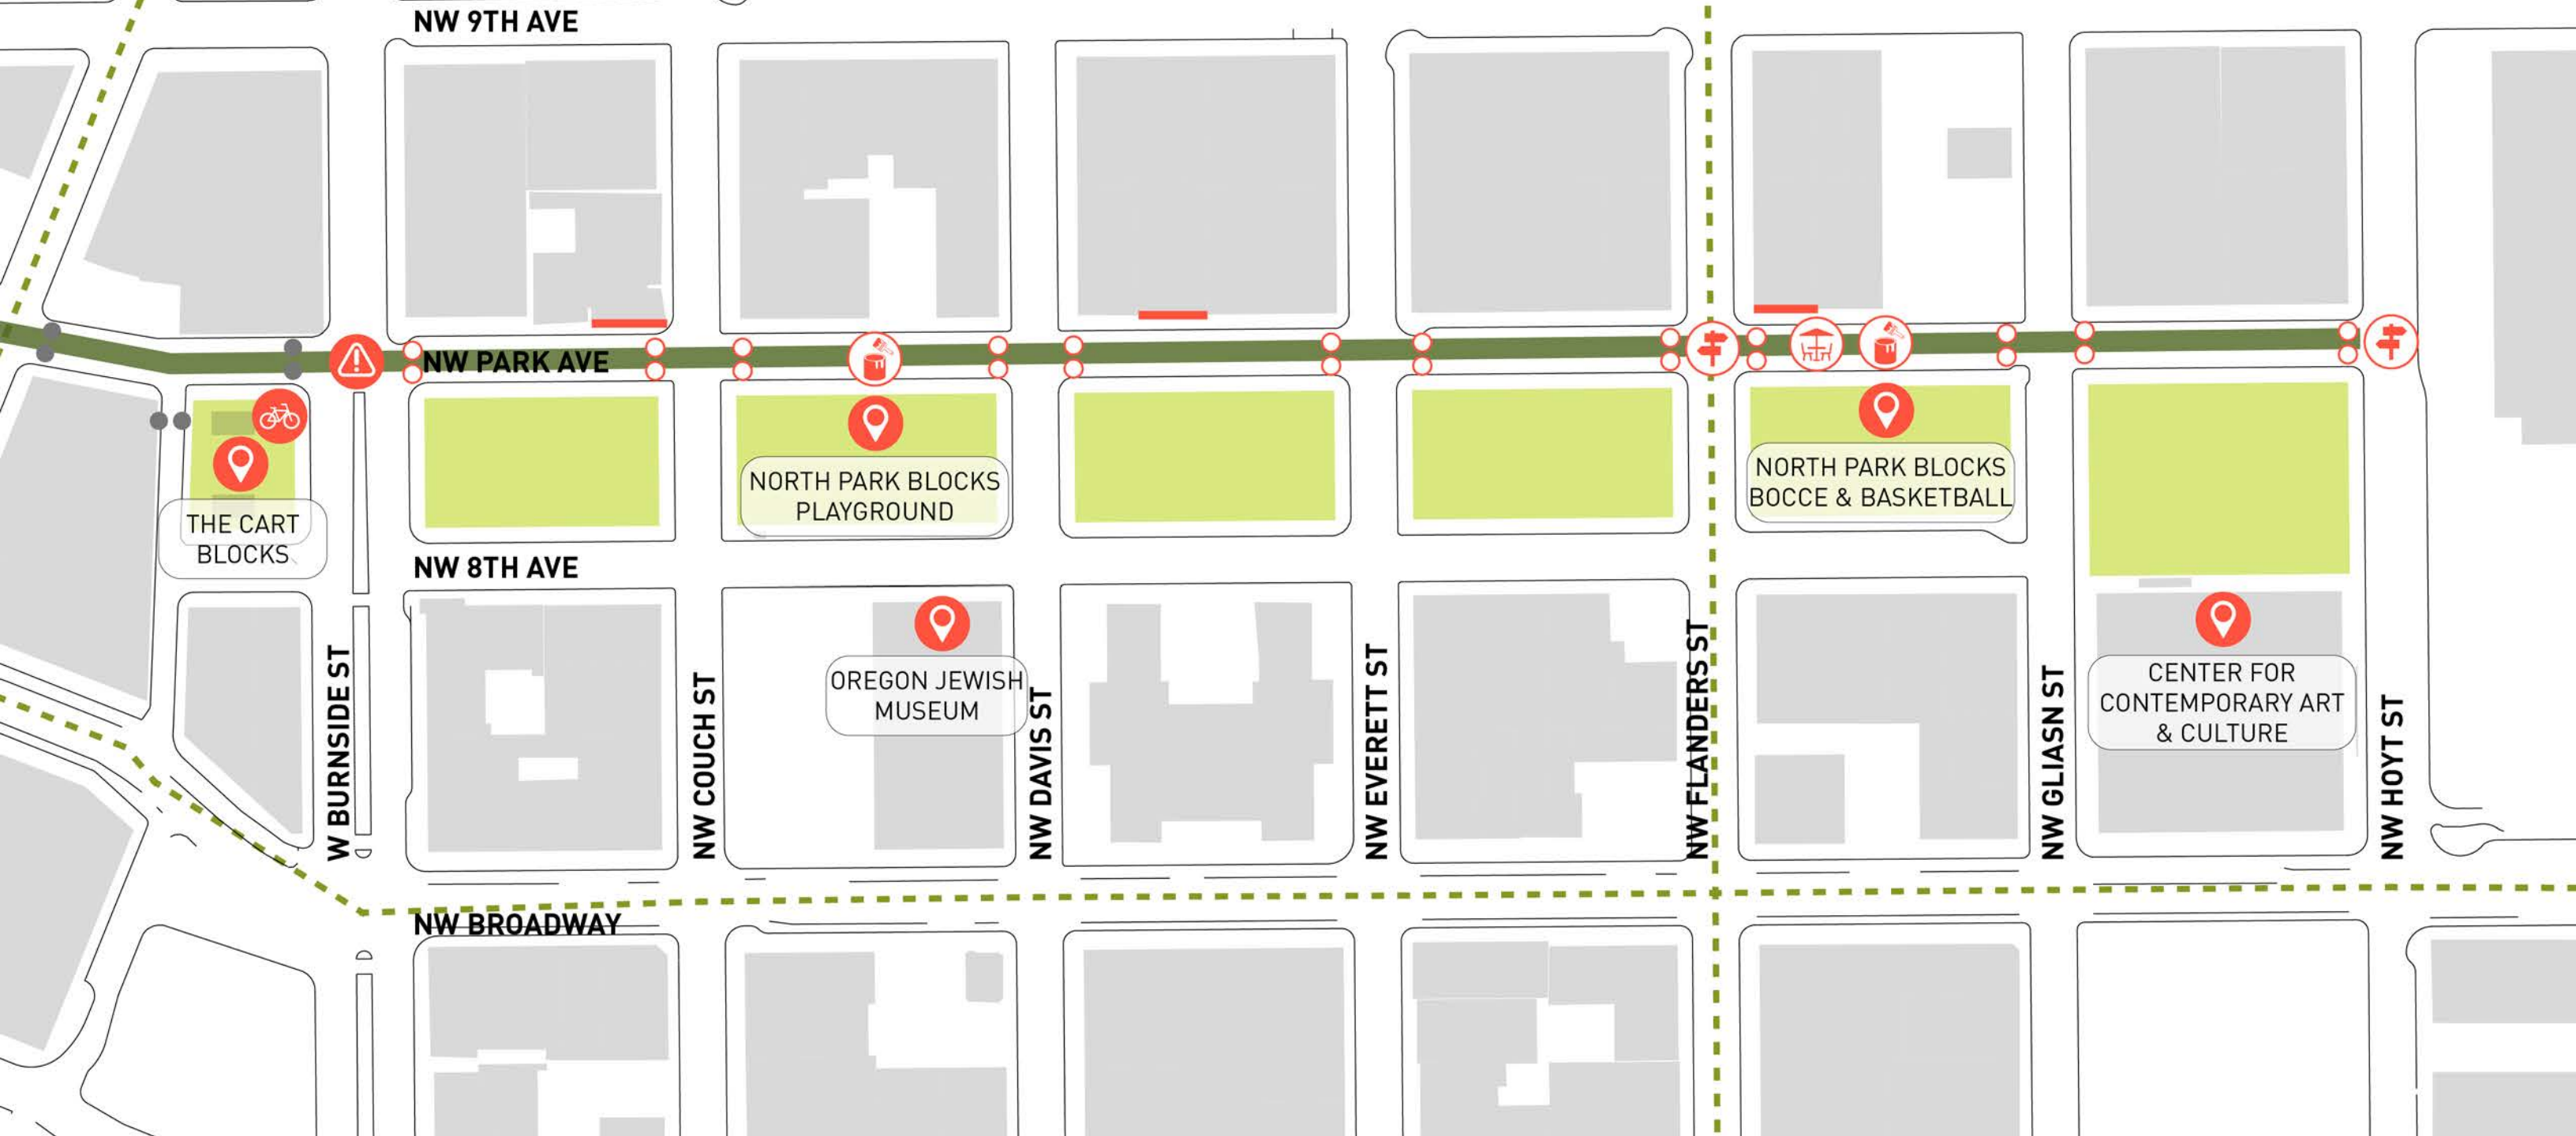 NW 9TH AVE
NW PARK AVE
NORTH PARK BLOCKS
PLAYGROUND
NORTH PARK BLOCKS
BOCCE & BASKETBALL
THE CART
BLOCKS
NW 8TH AVE
OREGON JEWISH
MUSEUM
CENTER FOR
CONTEMPORARY ART
& CULTURE
W BURNSIDE ST
NW COUCH ST
NW DAVIS ST
NW EVERETT ST
NW FLANDERS ST
NW GLIASN ST
NW HOYT ST
NW BROADWAY